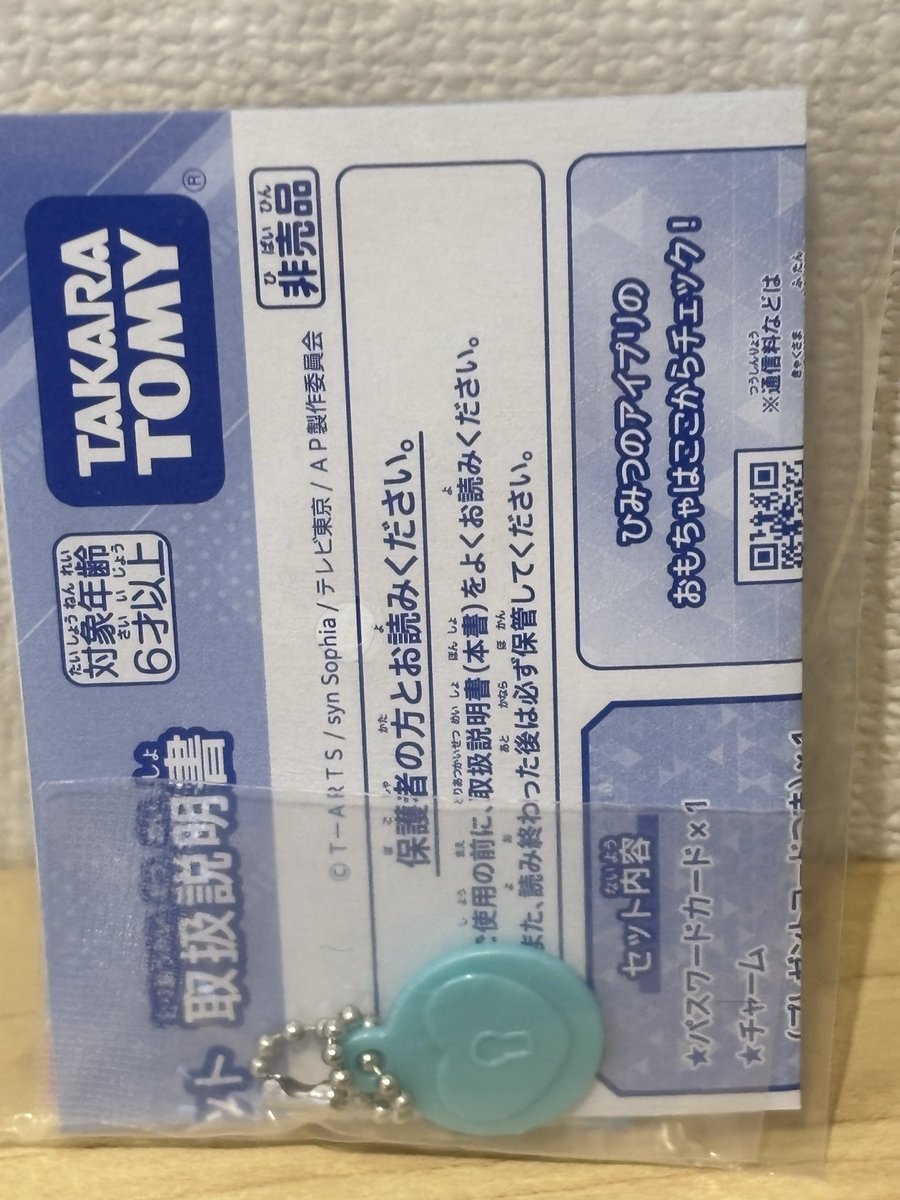 ット 取扱説明書
対象年齢
6才以上
TAKARA
TOMY®
©T-ARTS / syn Sophia / テレビ東京 / AP製作委員会
非売品
保護者の方とお読みください。
使用の前に、取扱説明書(本書)をよくお読みください。
また、読み終わった後は必ず保管してください。
セット内容
★パスワードカード×1
★チャーム
ひみつのアイプリの
おもちゃはここからチェック!
※通信料などは